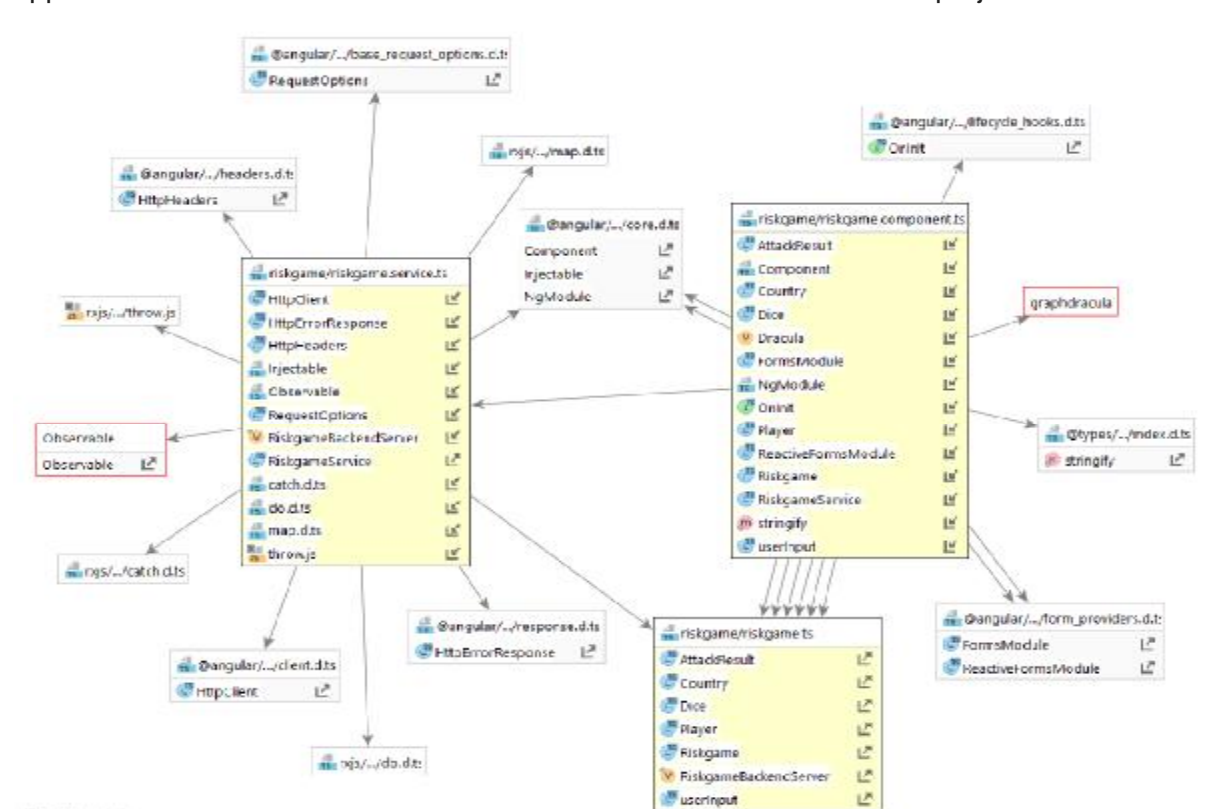 @angular/.../base_request_options.d.ts
RequestOptions
@angular/.../lifecycle_hooks.d.ts
OnInit
rxjs/.../map.d.ts
@angular/.../headers.d.ts
HttpHeaders
@angular/.../core.d.ts
Component
Injectable
NgModule
riskgame/riskgame.component.ts
AttackResult
Component
Country
Dice
Dracula
FormsModule
NgModule
OnInit
Player
ReactiveFormsModule
Riskgame
RiskgameService
stringify
userInput
riskgame/riskgame.service.ts
HttpClient
HttpErrorResponse
HttpHeaders
Injectable
Observable
RequestOptions
RiskgameBackendServer
RiskgameService
catch.d.ts
do.d.ts
map.d.ts
throw.js
rxjs/.../throw.js
graphdracula
Observable
Observable
@types/.../index.d.ts
stringify
rxjs/.../catch.d.ts
@angular/.../response.d.ts
HttpErrorResponse
@angular/.../form_providers.d.ts
FormsModule
ReactiveFormsModule
@angular/.../client.d.ts
HttpClient
riskgame/riskgame.ts
AttackResult
Country
Dice
Player
Riskgame
RiskgameBackendServer
userInput
rxjs/.../do.d.ts